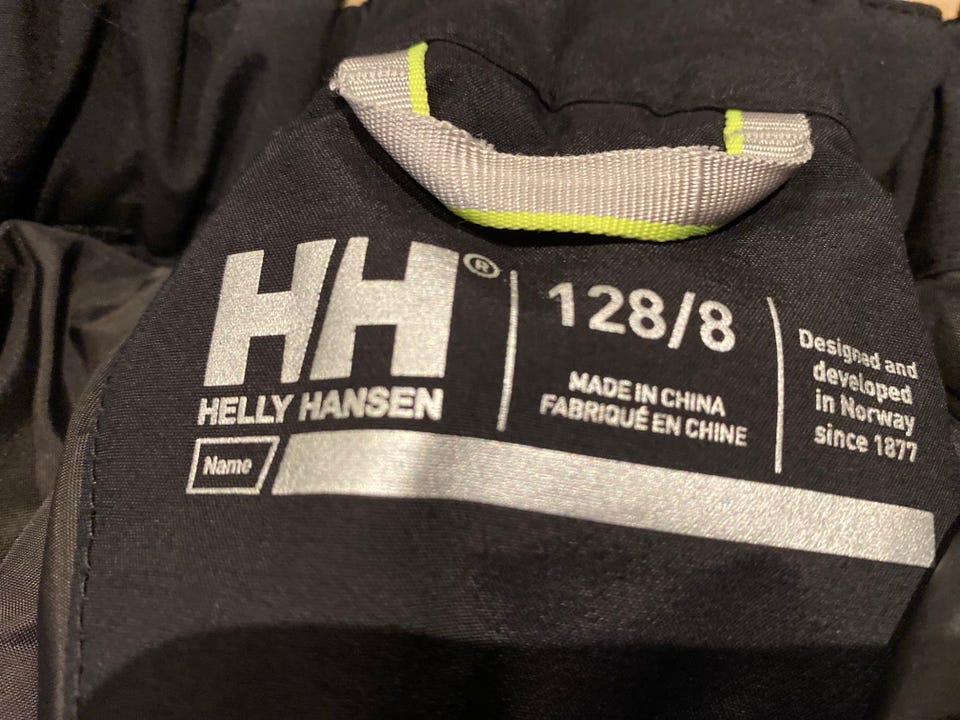 HH®
HELLY HANSEN
Name
128/8
MADE IN CHINA
FABRIQUÉ EN CHINE
Designed and
developed
in Norway
since 1877